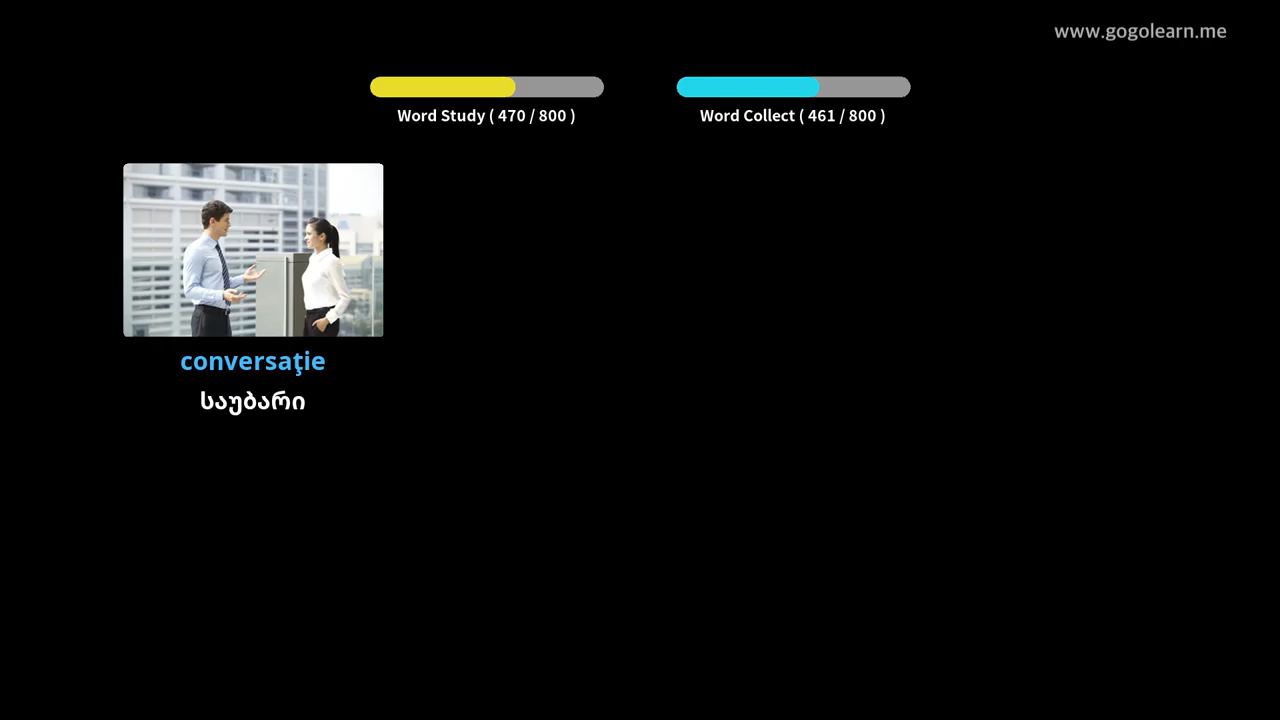 www.gogolearn.me
Word Study ( 470 / 800 )
Word Collect ( 461 / 800 )
conversaţie
საუბარი